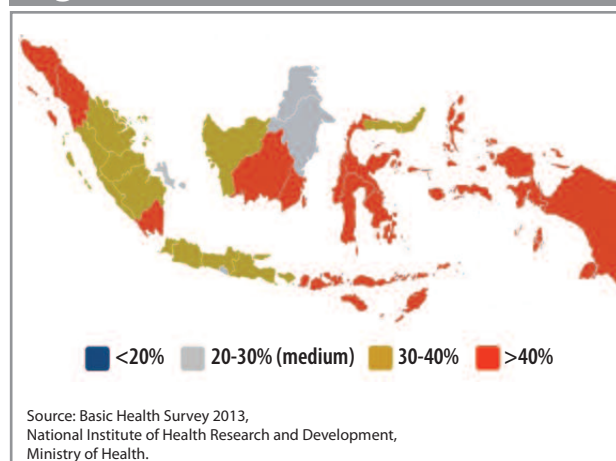 <20%
20-30% (medium)
30-40%
>40%
Source: Basic Health Survey 2013,
National Institute of Health Research and Development,
Ministry of Health.